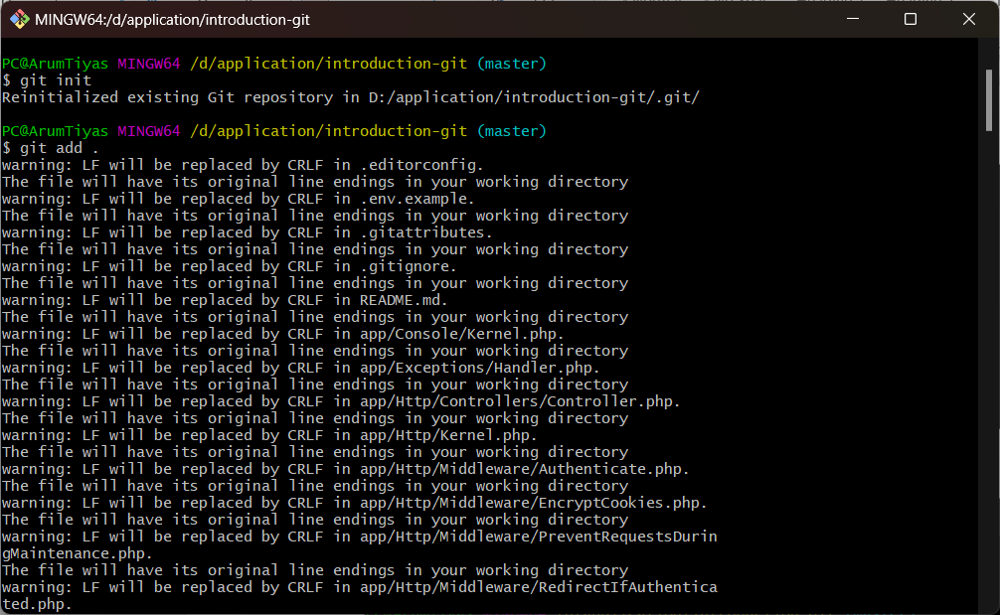 MINGW64:/d/application/introduction-git
PC@ArumTiyas MINGW64 /d/application/introduction-git (master)
$ git init
Reinitialized existing Git repository in D:/application/introduction-git/.git/
PC@ArumTiyas MINGW64 /d/application/introduction-git (master)
$ git add .
warning: LF will be replaced by CRLF in .editorconfig.
The file will have its original line endings in your working directory
warning: LF will be replaced by CRLF in .env.example.
The file will have its original line endings in your working directory
warning: LF will be replaced by CRLF in .gitattributes.
The file will have its original line endings in your working directory
warning: LF will be replaced by CRLF in .gitignore.
The file will have its original line endings in your working directory
warning: LF will be replaced by CRLF in README.md.
The file will have its original line endings in your working directory
warning: LF will be replaced by CRLF in app/Console/Kernel.php.
The file will have its original line endings in your working directory
warning: LF will be replaced by CRLF in app/Exceptions/Handler.php.
The file will have its original line endings in your working directory
warning: LF will be replaced by CRLF in app/Http/Controllers/Controller.php.
The file will have its original line endings in your working directory
warning: LF will be replaced by CRLF in app/Http/Kernel.php.
The file will have its original line endings in your working directory
warning: LF will be replaced by CRLF in app/Http/Middleware/Authenticate.php.
The file will have its original line endings in your working directory
warning: LF will be replaced by CRLF in app/Http/Middleware/EncryptCookies.php.
The file will have its original line endings in your working directory
warning: LF will be replaced by CRLF in app/Http/Middleware/PreventRequestsDurin
gMaintenance.php.
The file will have its original line endings in your working directory
warning: LF will be replaced by CRLF in app/Http/Middleware/RedirectIfAuthentica
ted.php.